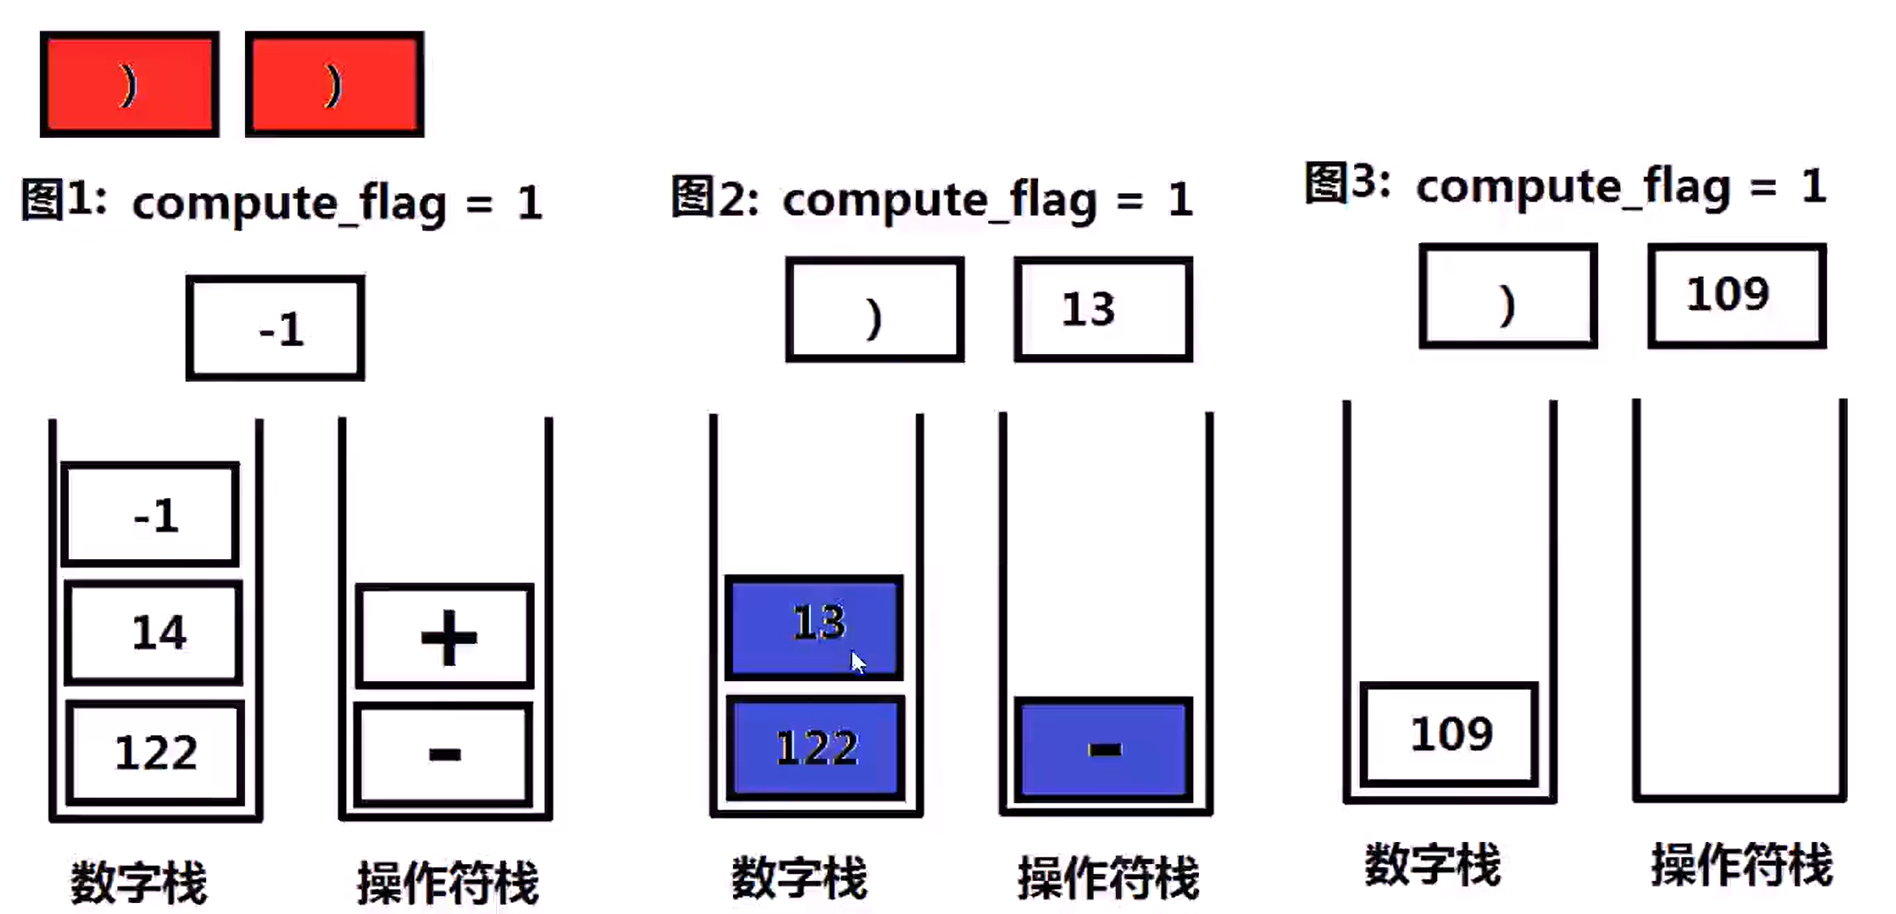 )
)
图1: compute_flag = 1
-1
-1
14
122
+
-
数字栈
操作符栈
图2: compute_flag = 1
)
13
13
122
-
数字栈
操作符栈
图3: compute_flag = 1
)
109
109
数字栈
操作符栈